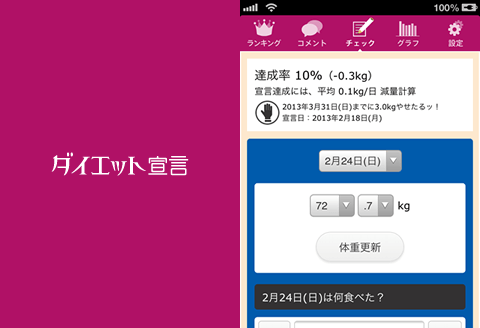 ダイエット宣言
100%
ランキング
コメント
チェック
グラフ
設定
達成率 10%（-0.3kg）
宣言達成には、平均 0.1kg/日 減量計算
2013年3月31日(日)までに3.0kgやせたるッ！
宣言日：2013年2月18日(月)
2月24日(日)
72 .7 kg
体重更新
2月24日(日)は何食べた？